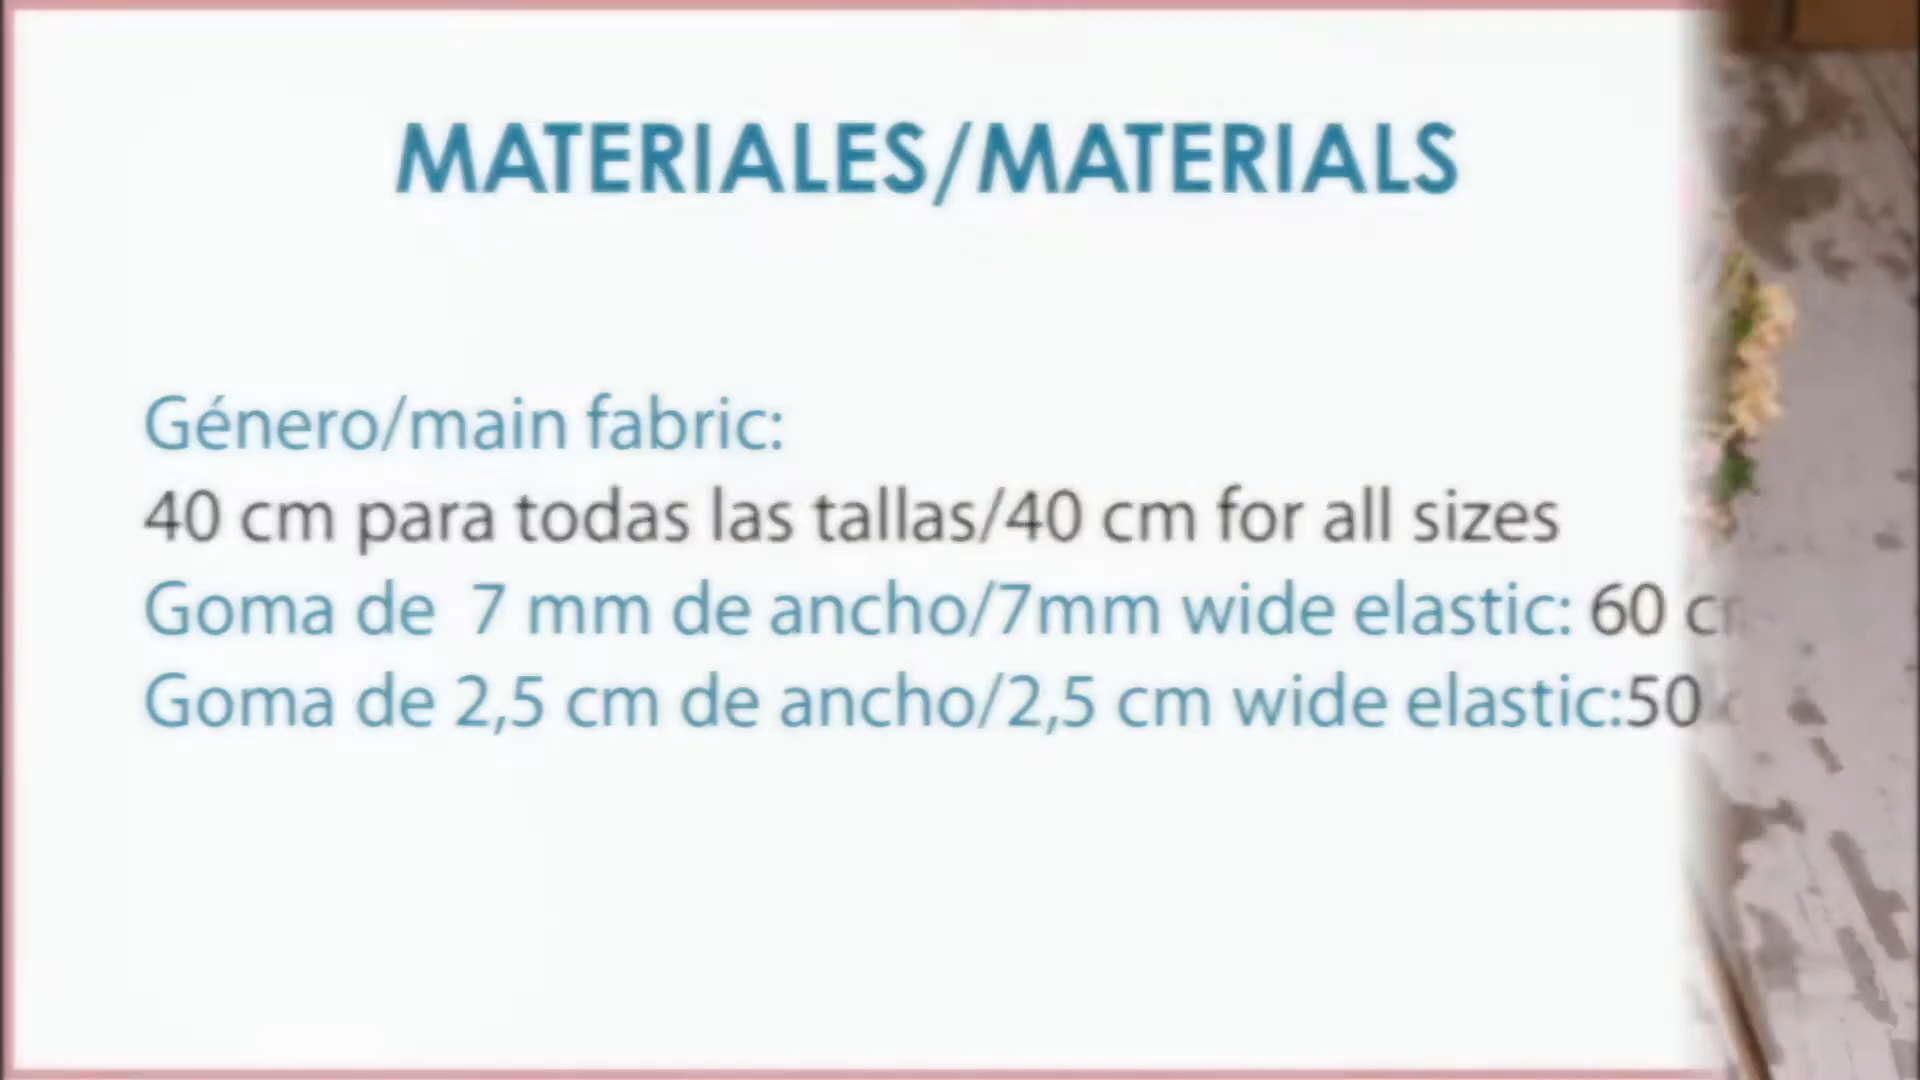 MATERIALES/MATERIALS
Género/main fabric:
40 cm para todas las tallas/40 cm for all sizes
Goma de 7 mm de ancho/7mm wide elastic: 60
Goma de 2,5 cm de ancho/2,5 cm wide elastic:50